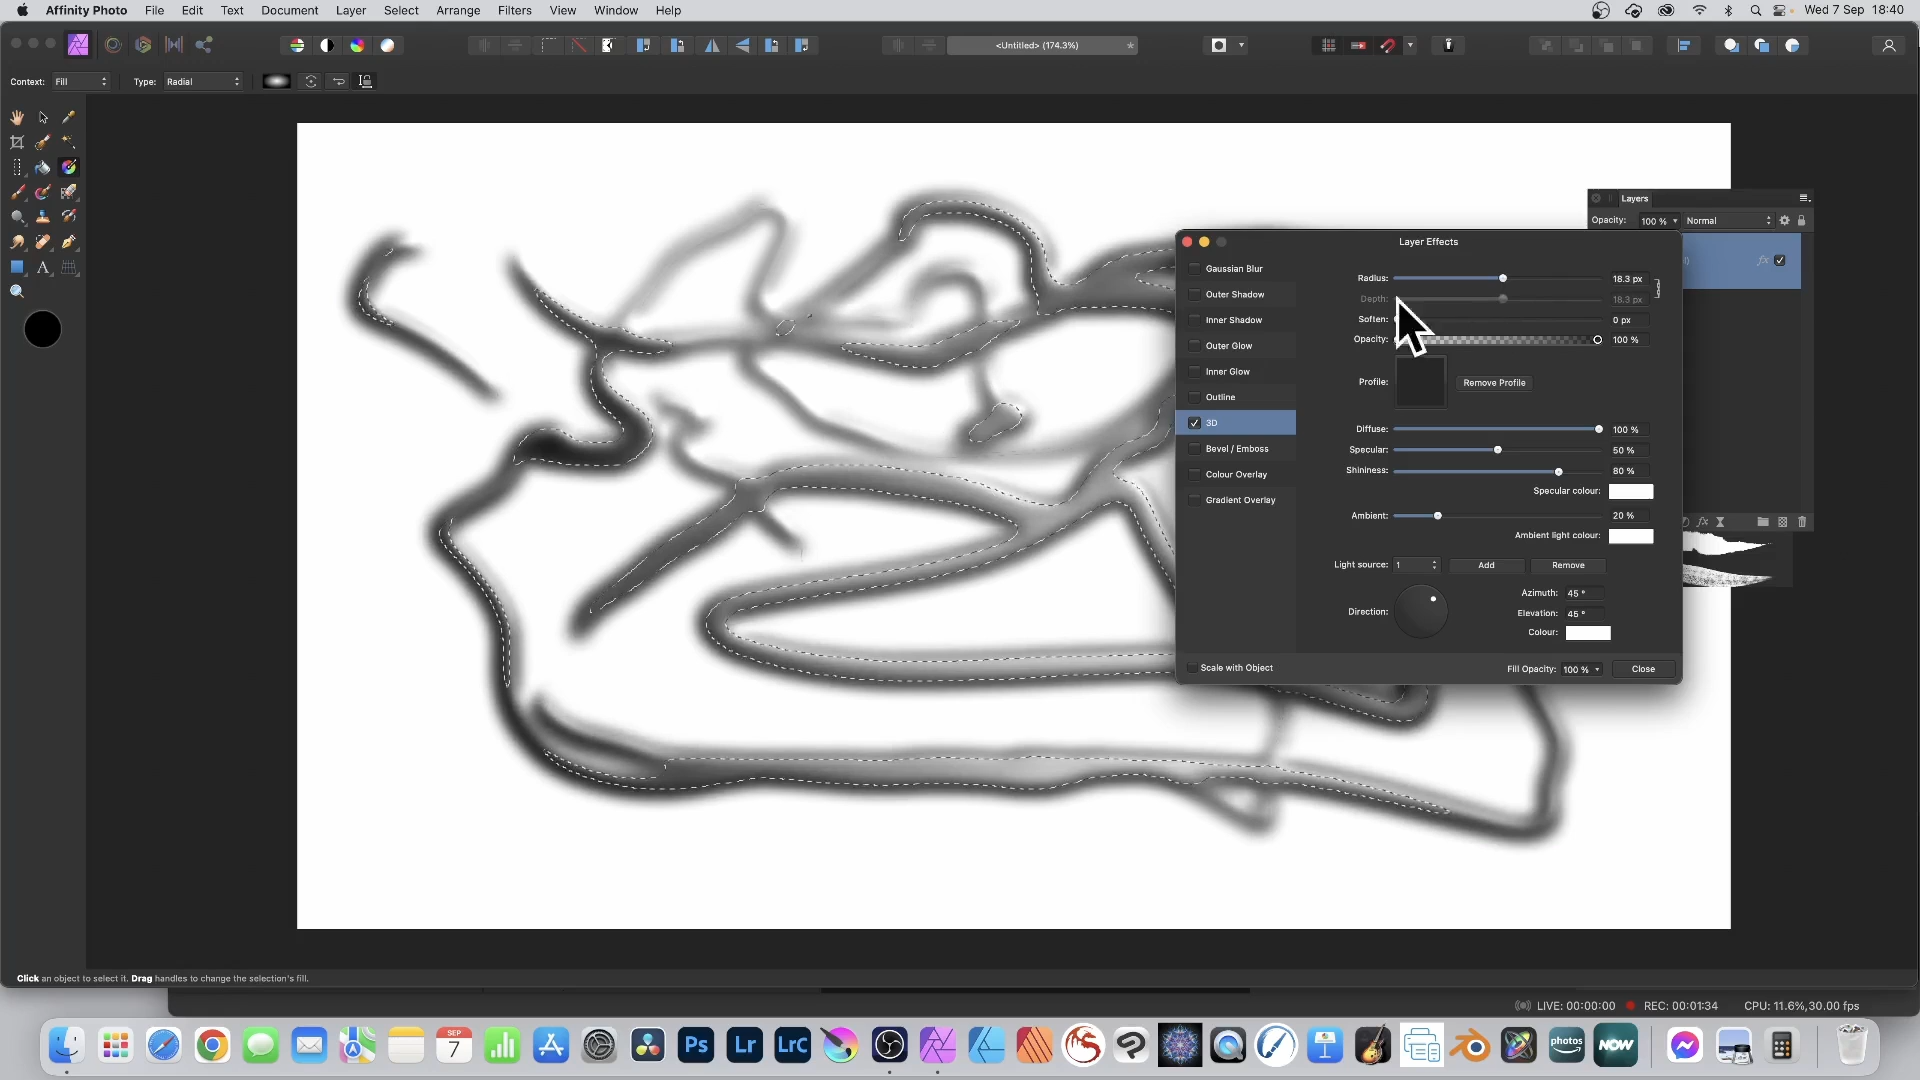 Affinity Photo File Edit Text Document Layer Select Arrange Filters View Window Help Wed 7 Sep 18:40
<Untitled> (174.3%) *
Context: Fill Type: Radial
Layers
Opacity: 100 % Normal
Layer Effects
Gaussian Blur
Outer Shadow
Inner Shadow
Outer Glow
Inner Glow
Outline
3D
Bevel / Emboss
Colour Overlay
Gradient Overlay
Radius: 18.3 px
Depth: 18.3 px
Soften: 0 px
Opacity: 100 %
Profile: Remove Profile
Diffuse: 100 %
Specular: 50 %
Shininess: 80 %
Specular colour:
Ambient: 20 %
Ambient light colour:
Light source: 1 Add Remove
Azimuth: 45 °
Direction: Elevation: 45 °
Colour:
Scale with Object Fill Opacity: 100 % Close
fx
A
Click an object to select it. Drag handles to change the selection's fill.
LIVE: 00:00:00 REC: 00:01:34 CPU: 11.6%,30.00 fps
SEP
7
Ps Lr LrC
photos
NOW